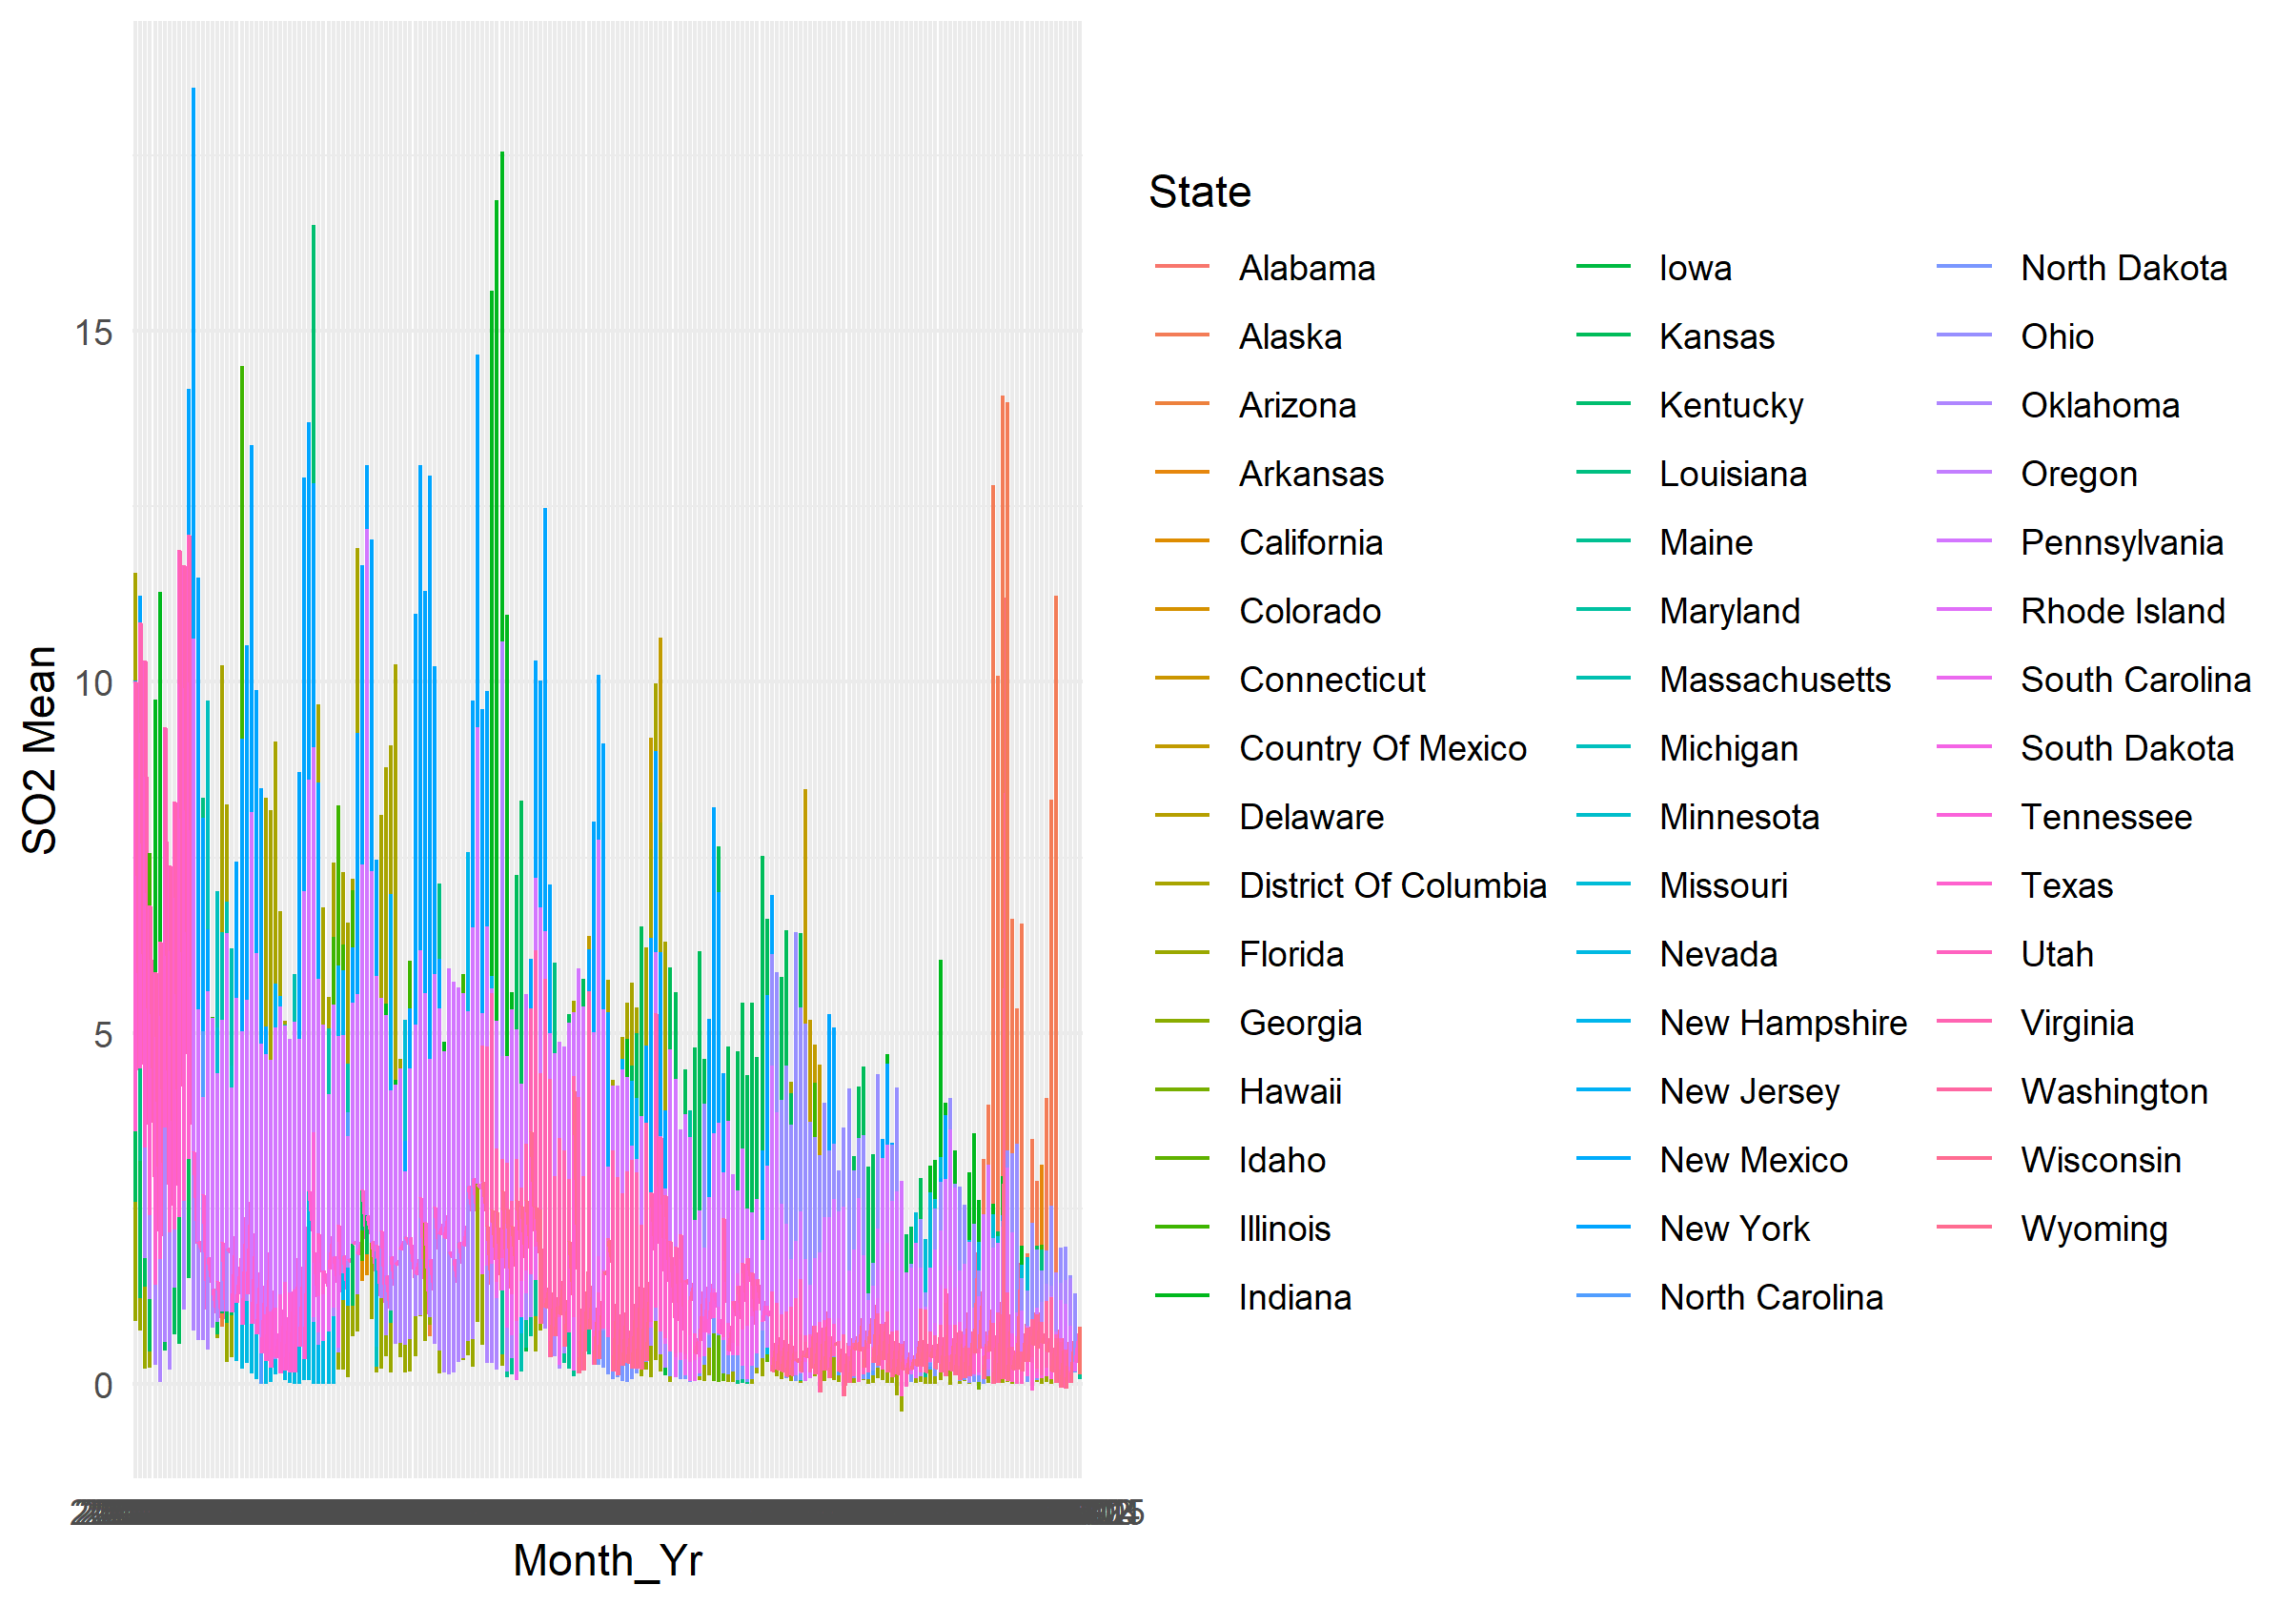 State
Alabama
Alaska
Arizona
Arkansas
California
Colorado
Connecticut
Country Of Mexico
Delaware
District Of Columbia
Florida
Georgia
Hawaii
Idaho
Illinois
Indiana
Iowa
Kansas
Kentucky
Louisiana
Maine
Maryland
Massachusetts
Michigan
Minnesota
Missouri
Nevada
New Hampshire
New Jersey
New Mexico
New York
North Carolina
North Dakota
Ohio
Oklahoma
Oregon
Pennsylvania
Rhode Island
South Carolina
South Dakota
Tennessee
Texas
Utah
Virginia
Washington
Wisconsin
Wyoming
15
10
5
0
SO2 Mean
Month_Yr